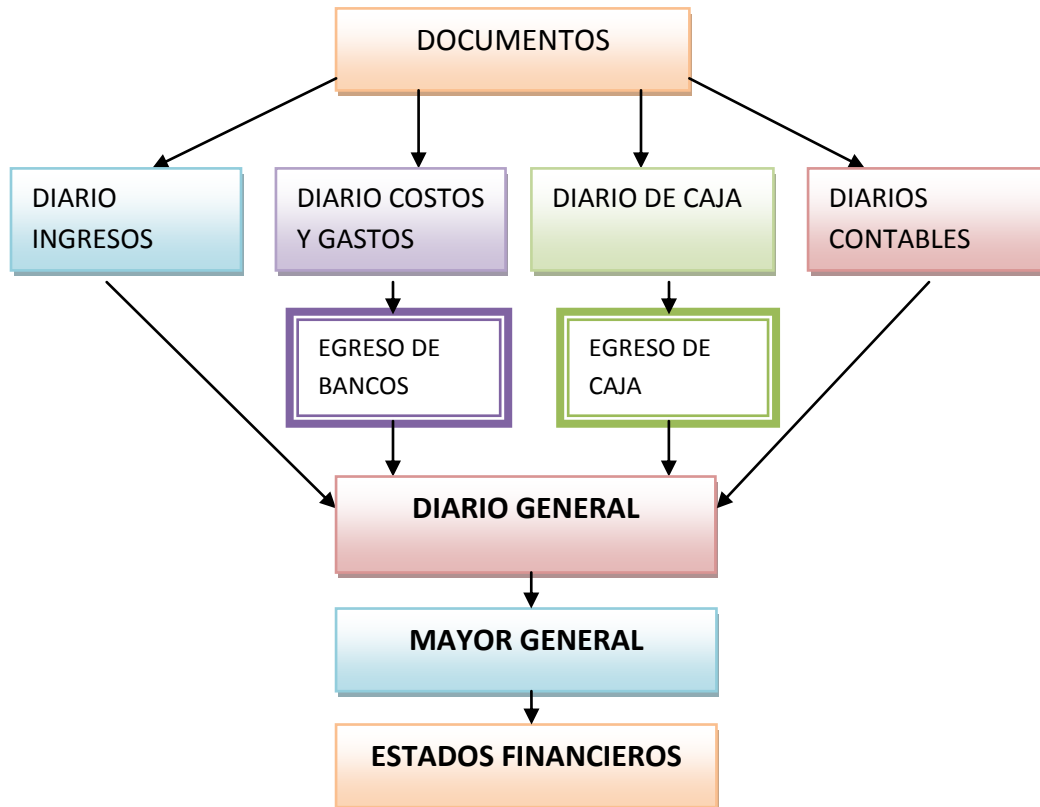 DOCUMENTOS
DIARIO
INGRESOS
DIARIO COSTOS
Y GASTOS
DIARIO DE CAJA
DIARIOS
CONTABLES
EGRESO DE
BANCOS
EGRESO DE
CAJA
DIARIO GENERAL
MAYOR GENERAL
ESTADOS FINANCIEROS